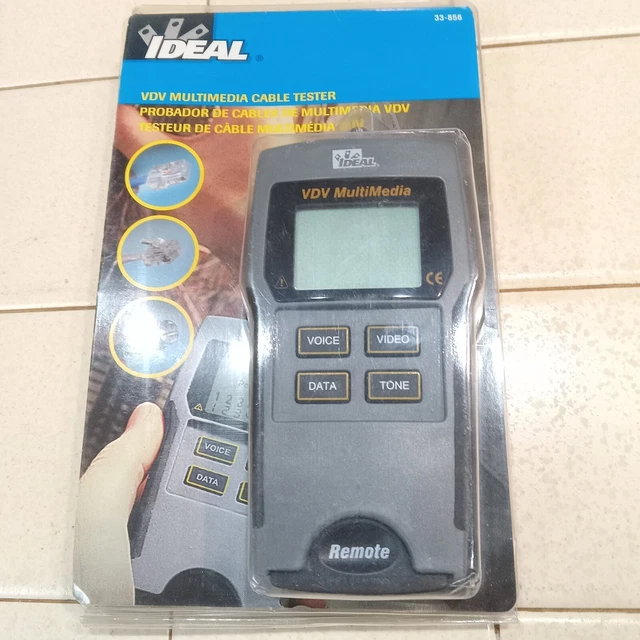 33-856
IDEAL ®
VDV MULTIMEDIA CABLE TESTER
PROBADOR DE CABLES DE MULTIMEDIA VDV
TESTEUR DE CÂBLE MULTIMÉDIA
IDEAL
VDV MultiMedia
CE
VOICE VIDEO
DATA TONE
Remote
VOICE
DATA